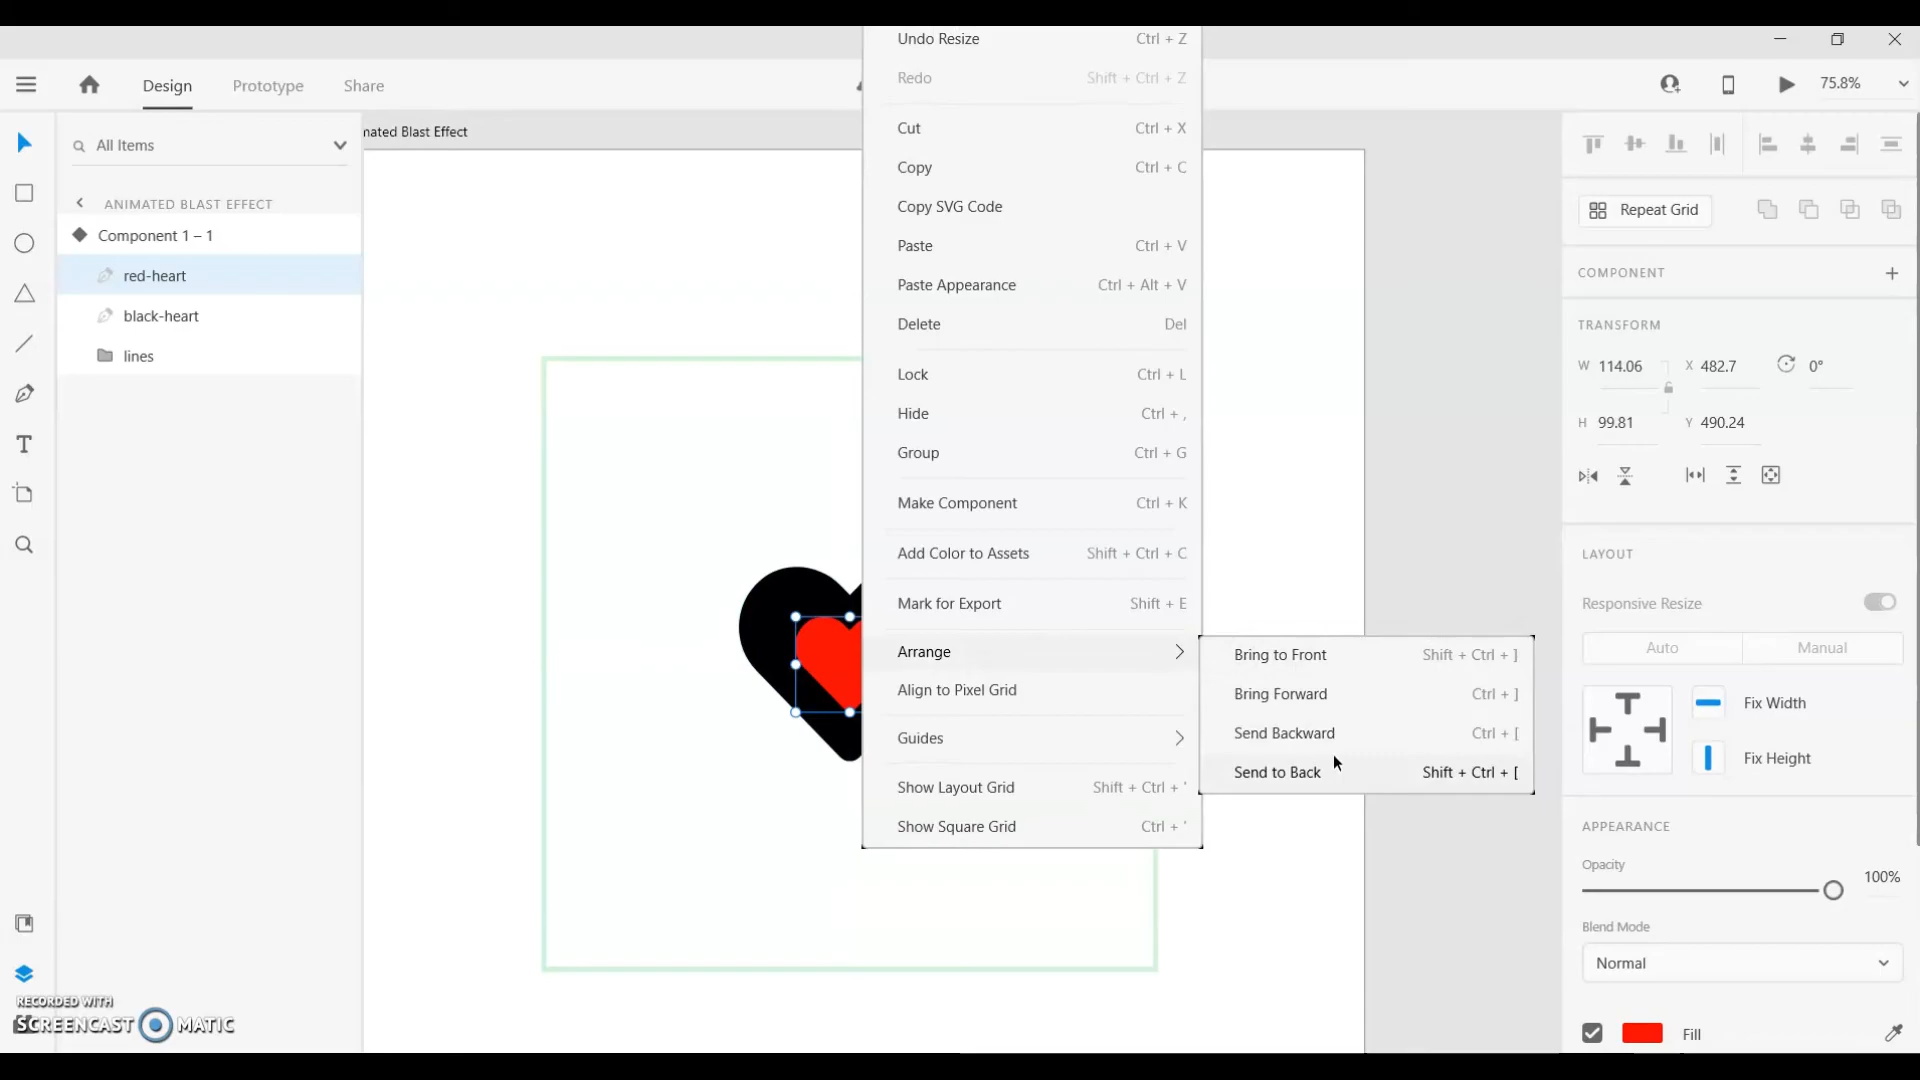 Undo Resize Ctrl + Z
Redo Shift + Ctrl + Z
Design Prototype Share
75.8%
Cut Ctrl + X
Copy Ctrl + C
Copy SVG Code
Paste Ctrl + V
Paste Appearance Ctrl + Alt + V
Delete Del
Lock Ctrl + L
Hide Ctrl + ,
Group Ctrl + G
Make Component Ctrl + K
Add Color to Assets Shift + Ctrl + C
Mark for Export Shift + E
Arrange
Align to Pixel Grid
Guides
Show Layout Grid Shift + Ctrl + '
Show Square Grid Ctrl + '
Bring to Front Shift + Ctrl + ]
Bring Forward Ctrl + ]
Send Backward Ctrl + [
Send to Back Shift + Ctrl + [
All Items
mated Blast Effect
ANIMATED BLAST EFFECT
Component 1 – 1
red-heart
black-heart
lines
Repeat Grid
COMPONENT
TRANSFORM
W 114.06 X 482.7 0°
H 99.81 Y 490.24
LAYOUT
Responsive Resize
Auto Manual
Fix Width
Fix Height
APPEARANCE
Opacity
100%
Blend Mode
Normal
Fill
RECORDED WITH
SCREENCAST MATIC